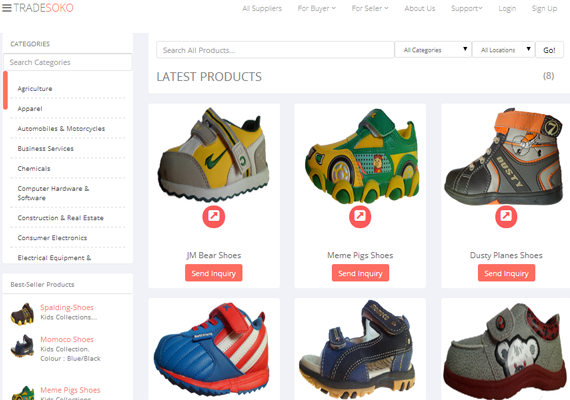 TRADESOKO
All Suppliers
For Buyer
For Seller
About Us
Support
Login
Sign Up
CATEGORIES
Search Categories
Agriculture
Apparel
Automobiles & Motorcycles
Business Services
Chemicals
Computer Hardware &
Software
Construction & Real Estate
Consumer Electronics
Electrical Equipment &
Best-Seller Products
Spalding-Shoes
Kids Collections...
Momoco Shoes
Kids Collection.
Colour : Blue/Black
Meme Pigs Shoes
Search All Products...
All Categories
All Locations
Go!
LATEST PRODUCTS
(8)
7
DUSTY
JM Bear Shoes
Send Inquiry
Meme Pigs Shoes
Send Inquiry
Dusty Planes Shoes
Send Inquiry